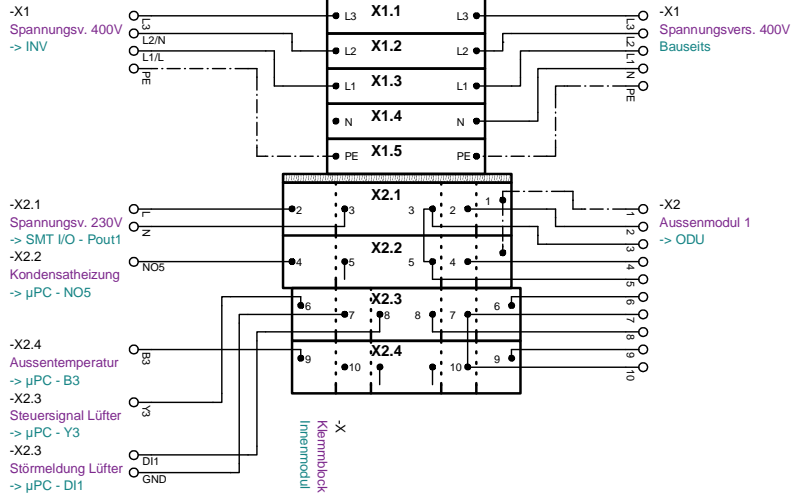 -X1
Spannungsv. 400V
-> INV
L3
L2/N
L1/L
PE
L3 X1.1 L3
L2 X1.2 L2
L1 X1.3 L1
N X1.4 N
PE X1.5 PE
-X1
Spannungsvers. 400V
Bauseits
L3
L2
L1
N
PE
-X2.1
Spannungsv. 230V
-> SMT I/O - Pout1
L
N
-X2.2
Kondensatheizung
-> µPC - NO5
NO5
X2.1
2 3 3 2 1
X2.2
4 5 5 4
X2.3
6 7 8 8 7 6
X2.4
9 10 10 9
-X2
Aussenmodul 1
-> ODU
1
2
3
4
5
6
7
8
9
10
-X2.4
Aussentemperatur
-> µPC - B3
B3
-X2.3
Steuersignal Lüfter
-> µPC - Y3
Y3
-X2.3
Störmeldung Lüfter
-> µPC - DI1
DI1
GND
-X
Klemmblock
Innenmodul